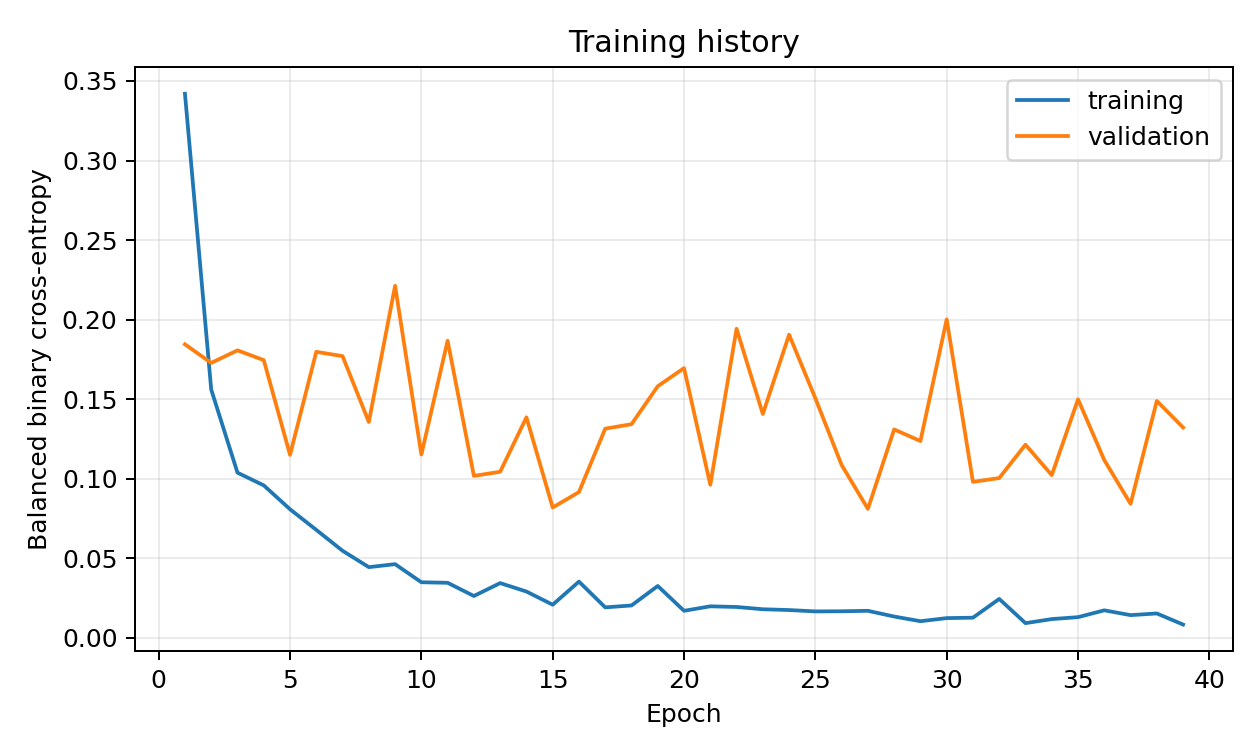 Training history
Balanced binary cross-entropy
0.35
0.30
0.25
0.20
0.15
0.10
0.05
0.00
training
validation
0 5 10 15 20 25 30 35 40
Epoch